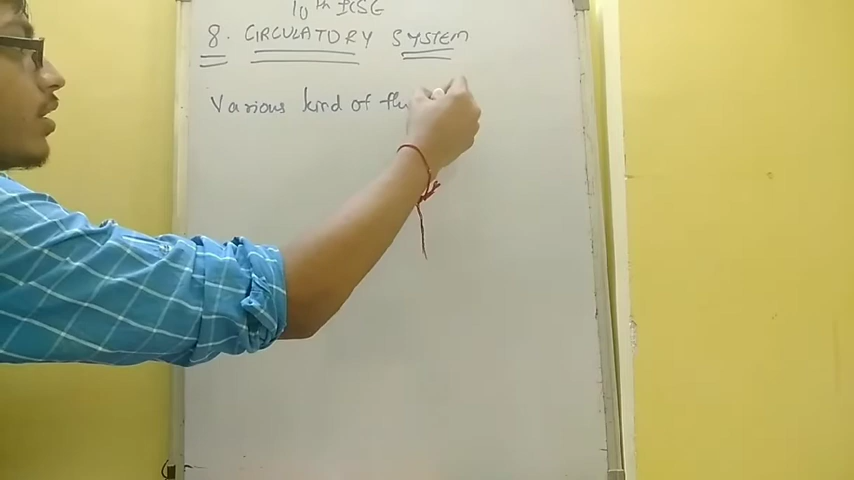 10th ICSE
8. CIRCULATORY SYSTEM
Various kind of flu